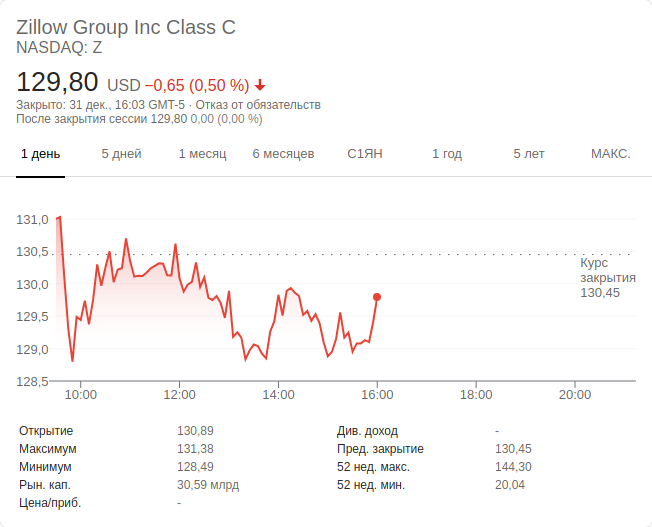 Zillow Group Inc Class C
NASDAQ: Z
129,80 USD −0,65 (0,50 %)
Закрыто: 31 дек., 16:03 GMT-5 · Отказ от обязательств
После закрытия сессии 129,80 0,00 (0,00 %)
1 день 5 дней 1 месяц 6 месяцев С1ЯН 1 год 5 лет МАКС.
131,0
130,5
Курс
закрытия
130,45
130,0
129,5
129,0
128,5
10:00 12:00 14:00 16:00 18:00 20:00
Открытие 130,89 Див. доход -
Максимум 131,38 Пред. закрытие 130,45
Минимум 128,49 52 нед. макс. 144,30
Рын. кап. 30,59 млрд 52 нед. мин. 20,04
Цена/приб. -